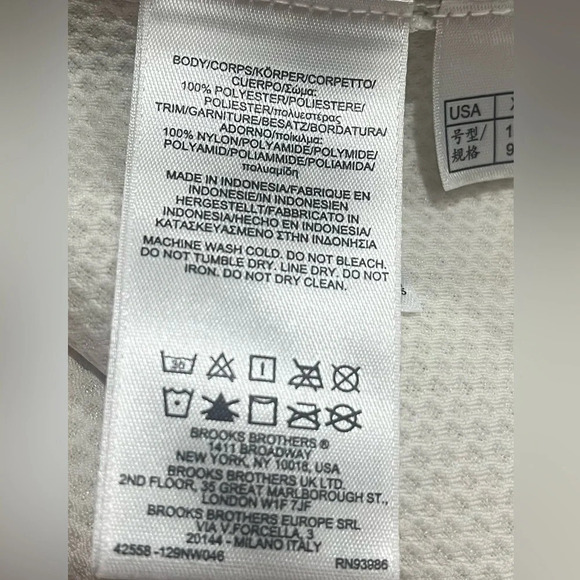 BODY/CORPS/KÖRPER/CORPETTO/
CUERPO/Σώμα:
100% POLYESTER/POLIESTERE/
POLIESTER/πολυεστέρας
TRIM/GARNITURE/BESATZ/BORDATURA/
ADORNO/ποίκιλμα:
100% NYLON/POLYAMIDE/POLYMIDE/
POLYAMID/POLIAMMIDE/POLIAMIDA/
πολυαμίδη
MADE IN INDONESIA/FABRIQUE EN
INDONESIE/IN INDONESIEN
HERGESTELLT/FABBRICATO IN
INDONESIA/HECHO EN INDONESIA/
ΚΑΤΑΣΚΕΥΑΣΜΕΝΟ ΣΤΗΝ ΙΝΔΟΝΗΣΙΑ
MACHINE WASH COLD. DO NOT BLEACH.
DO NOT TUMBLE DRY. LINE DRY. DO NOT
IRON. DO NOT DRY CLEAN.
30
BROOKS BROTHERS ®
1411 BROADWAY
NEW YORK, NY 10018, USA
BROOKS BROTHERS UK LTD.
2ND FLOOR, 35 GREAT MARLBOROUGH ST.,
LONDON W1F 7JF
BROOKS BROTHERS EUROPE SRL
VIA V.FORCELLA, 3
20144 - MILANO ITALY
42558 -129NW046 RN93986
USA
号型/
规格